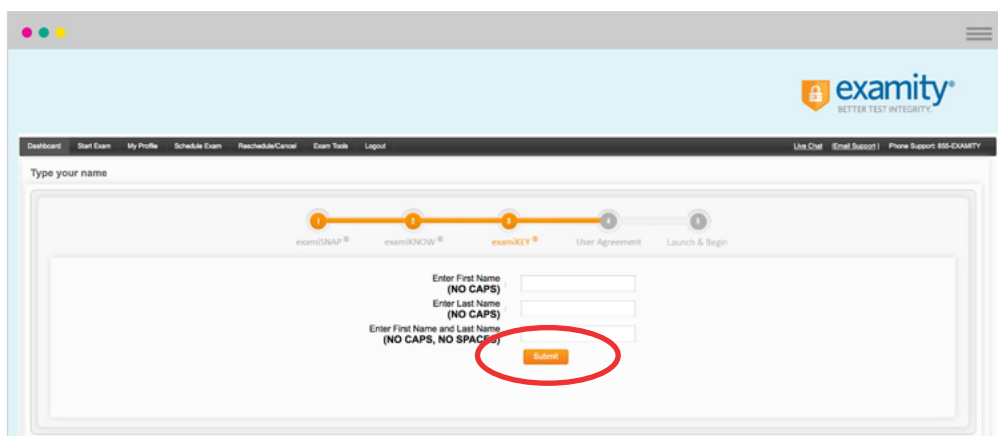 examity®
BETTER TEST INTEGRITY.
Dashboard Start Exam My Profile Schedule Exam Reschedule/Cancel Exam Tools Logout Live Chat |Email Support| Phone Support: 855-EXAMITY
Type your name
1 2 3 4 5
examiSNAP® examiKNOW® examiKEY® User Agreement Launch & Begin
Enter First Name
(NO CAPS) :
Enter Last Name
(NO CAPS) :
Enter First Name and Last Name
(NO CAPS, NO SPACES) :
Submit